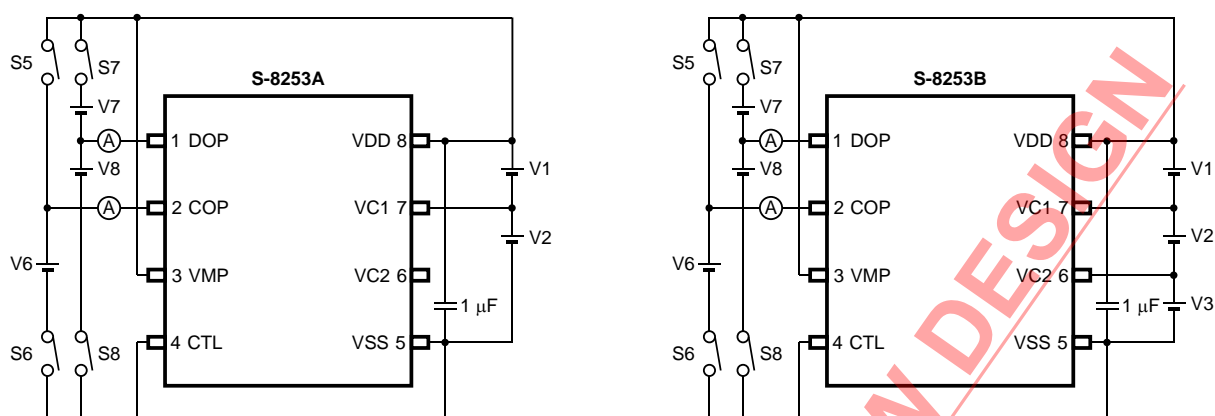 S-8253A
S5
S7
V7
A
1 DOP
VDD 8
V8
V1
A
2 COP
VC1 7
V2
V6
3 VMP
VC2 6
1 μF
S6
S8
4 CTL
VSS 5
S-8253B
S5
S7
V7
A
1 DOP
VDD 8
V8
V1
A
2 COP
VC1 7
V2
V6
3 VMP
VC2 6
1 μF
V3
S6
S8
4 CTL
VSS 5
W DESIGN